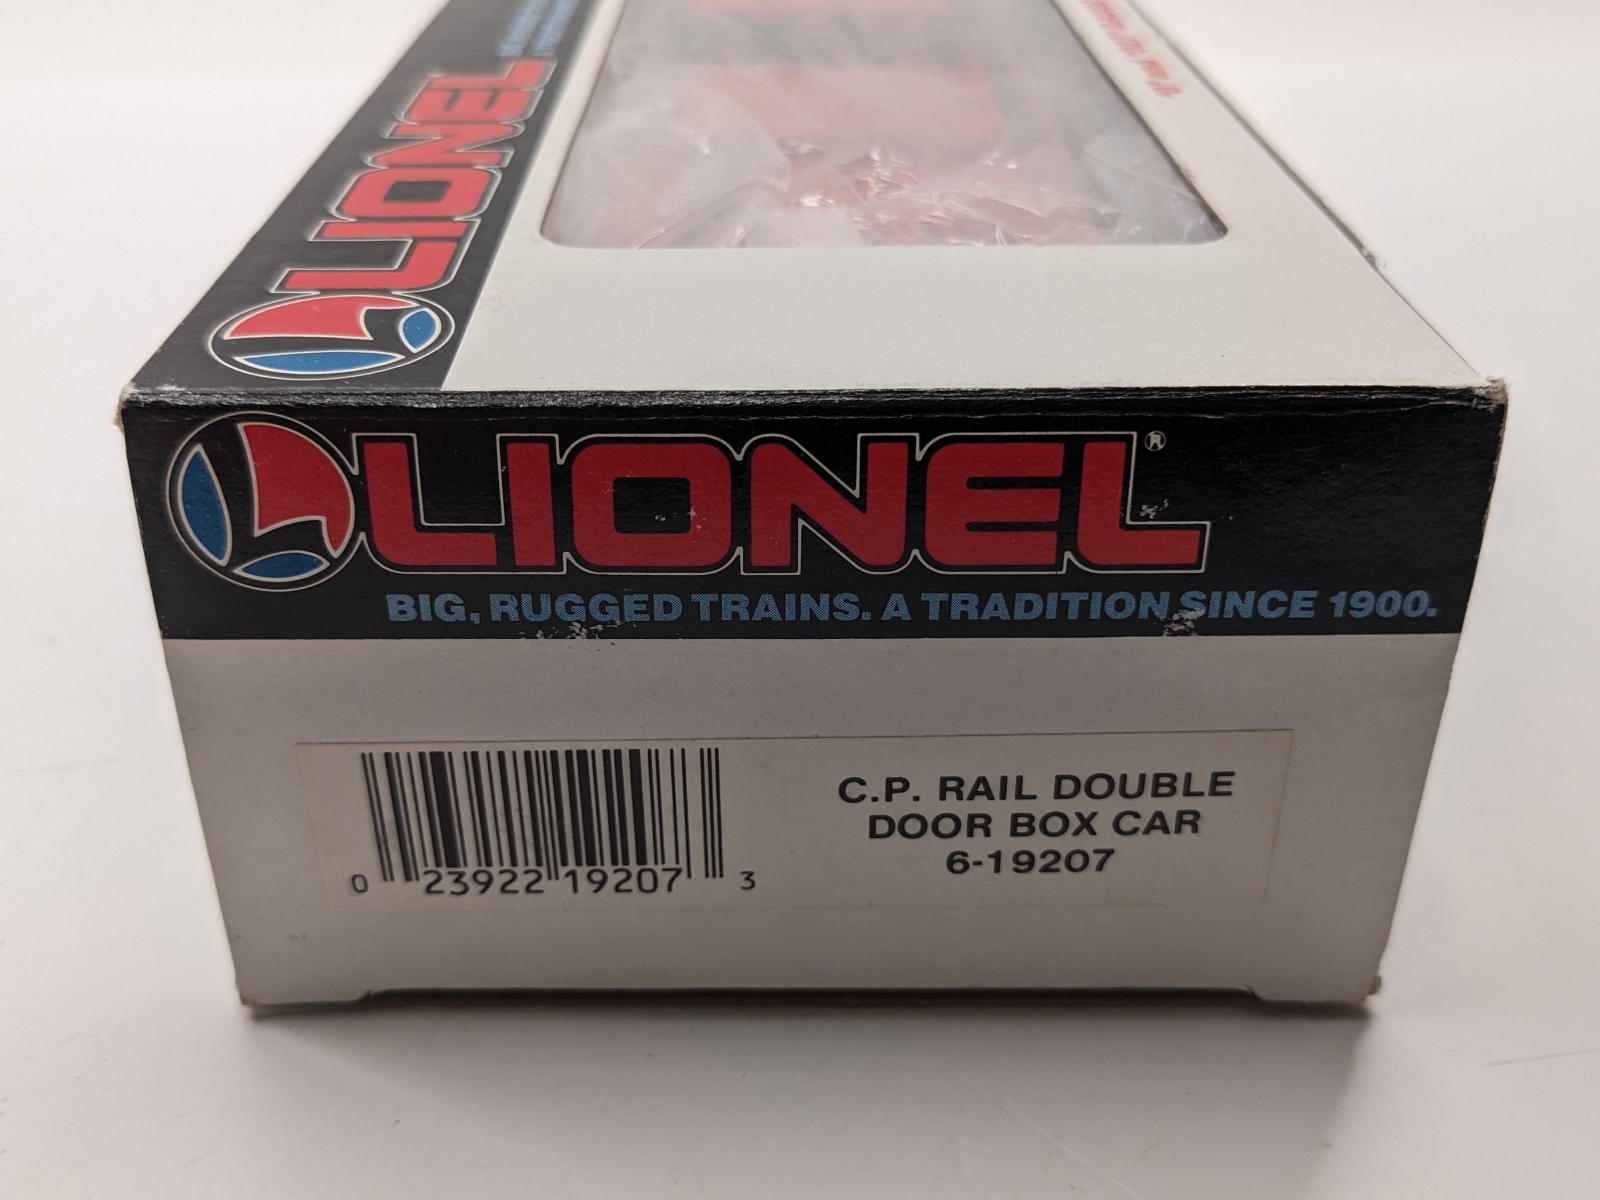 LIONEL
LIONEL®
BIG, RUGGED TRAINS. A TRADITION SINCE 1900.
C.P. RAIL DOUBLE
DOOR BOX CAR
6-19207
0 23922 19207 3